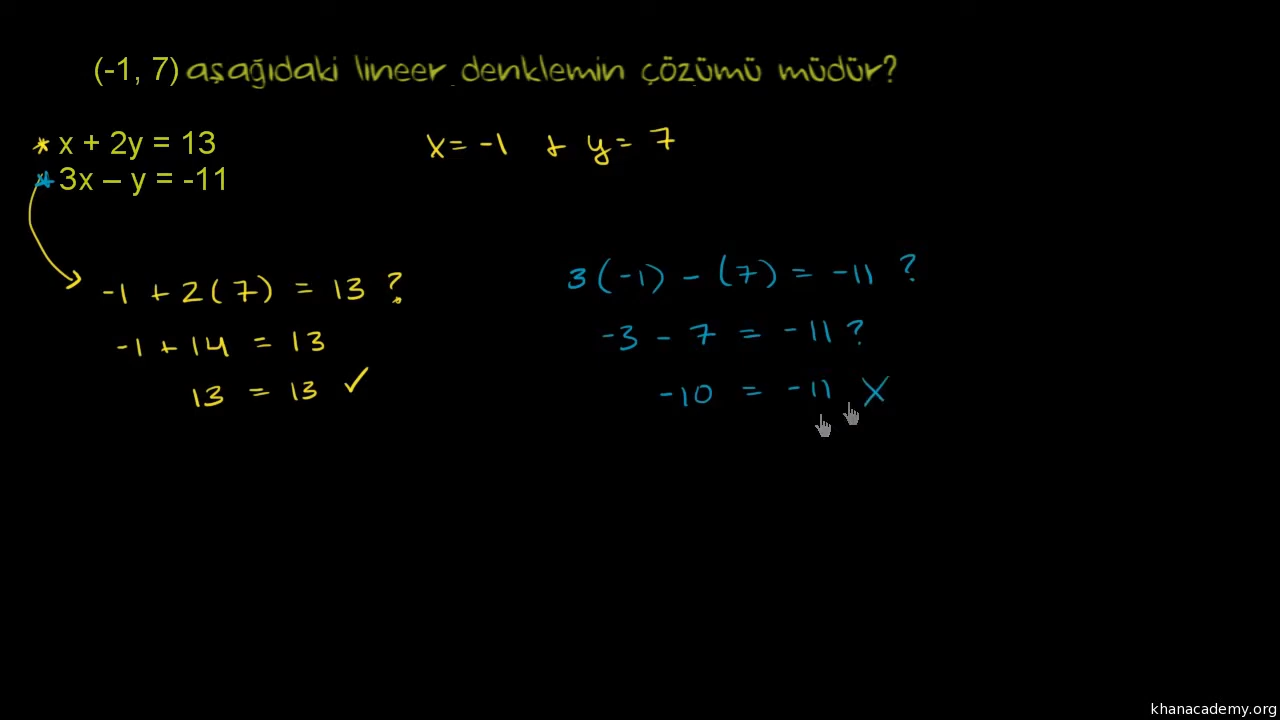 (-1, 7) aşağıdaki lineer denklemin çözümü müdür?
* x + 2y = 13
* 3x – y = -11
x = -1 + y = 7
-1 + 2(7) = 13 ?
-1 + 14 = 13
13 = 13 ✓
3(-1) - (7) = -11 ?
-3 - 7 = -11 ?
-10 = -11 X
khanacademy.org